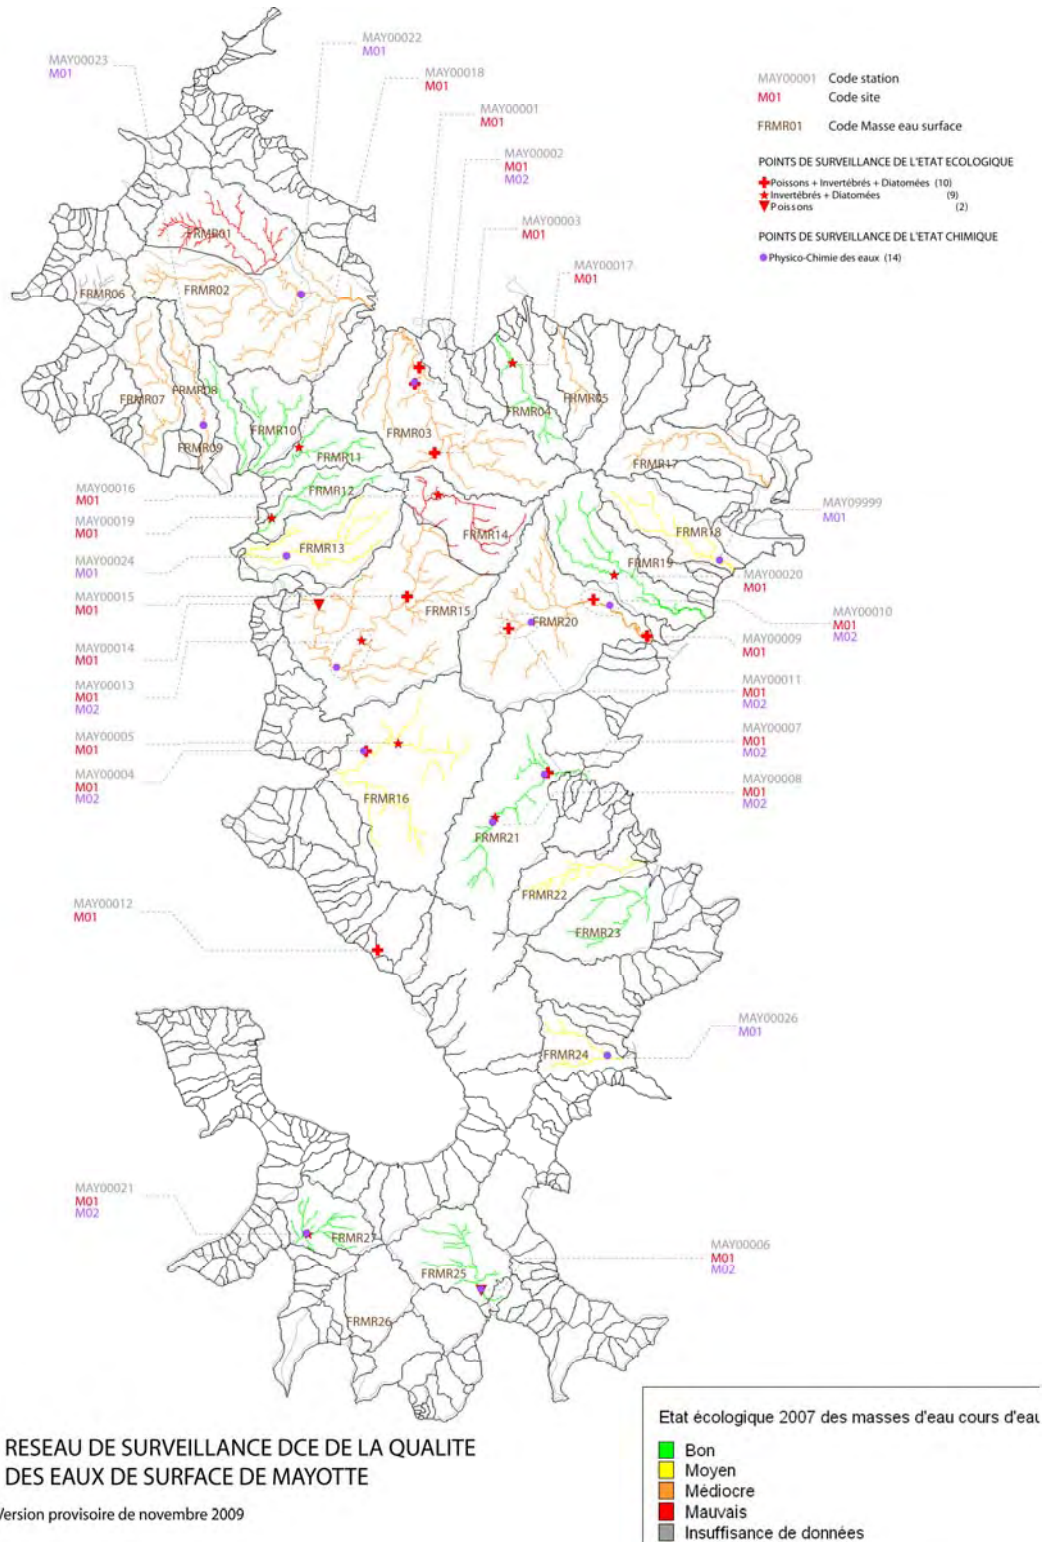 MAY00022
M01
MAY00023
M01
MAY00018
M01
MAY00001
M01
MAY00002
M01
M02
MAY00003
M01
MAY00017
M01
MAY00001 Code station
M01 Code site
FRMR01 Code Masse eau surface
POINTS DE SURVEILLANCE DE L'ETAT ECOLOGIQUE
Poissons + Invertébrés + Diatomées (10)
Invertébrés + Diatomées (9)
Poissons (2)
POINTS DE SURVEILLANCE DE L'ETAT CHIMIQUE
Physico-Chimie des eaux (14)
FRMR01
FRMR06
FRMR02
FRMR07
FRMR08
FRMR09
FRMR10
FRMR11
FRMR12
FRMR13
FRMR03
FRMR04
FRMR05
FRMR14
FRMR15
FRMR17
FRMR18
FRMR19
FRMR20
FRMR16
FRMR21
FRMR22
FRMR23
FRMR24
FRMR25
FRMR26
FRMR27
MAY00016
M01
MAY00019
M01
MAY00024
M01
MAY00015
M01
MAY00014
M01
MAY00013
M01
M02
MAY00005
M01
MAY00004
M01
M02
MAY00012
M01
MAY00021
M01
M02
MAY09999
M01
MAY00020
M01
MAY00010
M01
M02
MAY00009
M01
MAY00011
M01
M02
MAY00007
M01
M02
MAY00008
M01
M02
MAY00026
M01
MAY00006
M01
M02
RESEAU DE SURVEILLANCE DCE DE LA QUALITE
DES EAUX DE SURFACE DE MAYOTTE
Version provisoire de novembre 2009
Etat écologique 2007 des masses d'eau cours d'eau
Bon
Moyen
Médiocre
Mauvais
Insuffisance de données